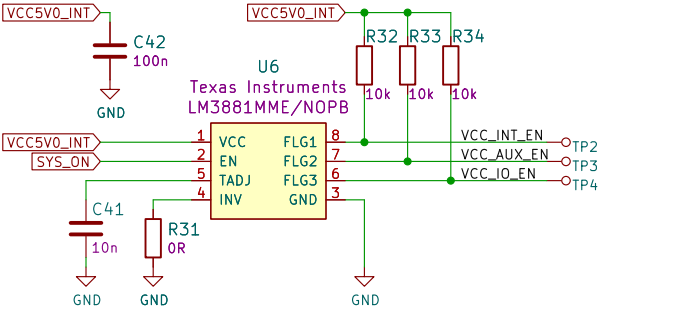 VCC5V0_INT
VCC5V0_INT
C42
100n
GND
R32
R33
R34
10k
10k
10k
U6
Texas Instruments
LM3881MME/NOPB
VCC5V0_INT
SYS_ON
1 VCC FLG1 8 VCC_INT_EN TP2
2 EN FLG2 7 VCC_AUX_EN TP3
5 TADJ FLG3 6 VCC_IO_EN TP4
4 INV GND 3
C41
10n
R31
0R
GND
GND
GND